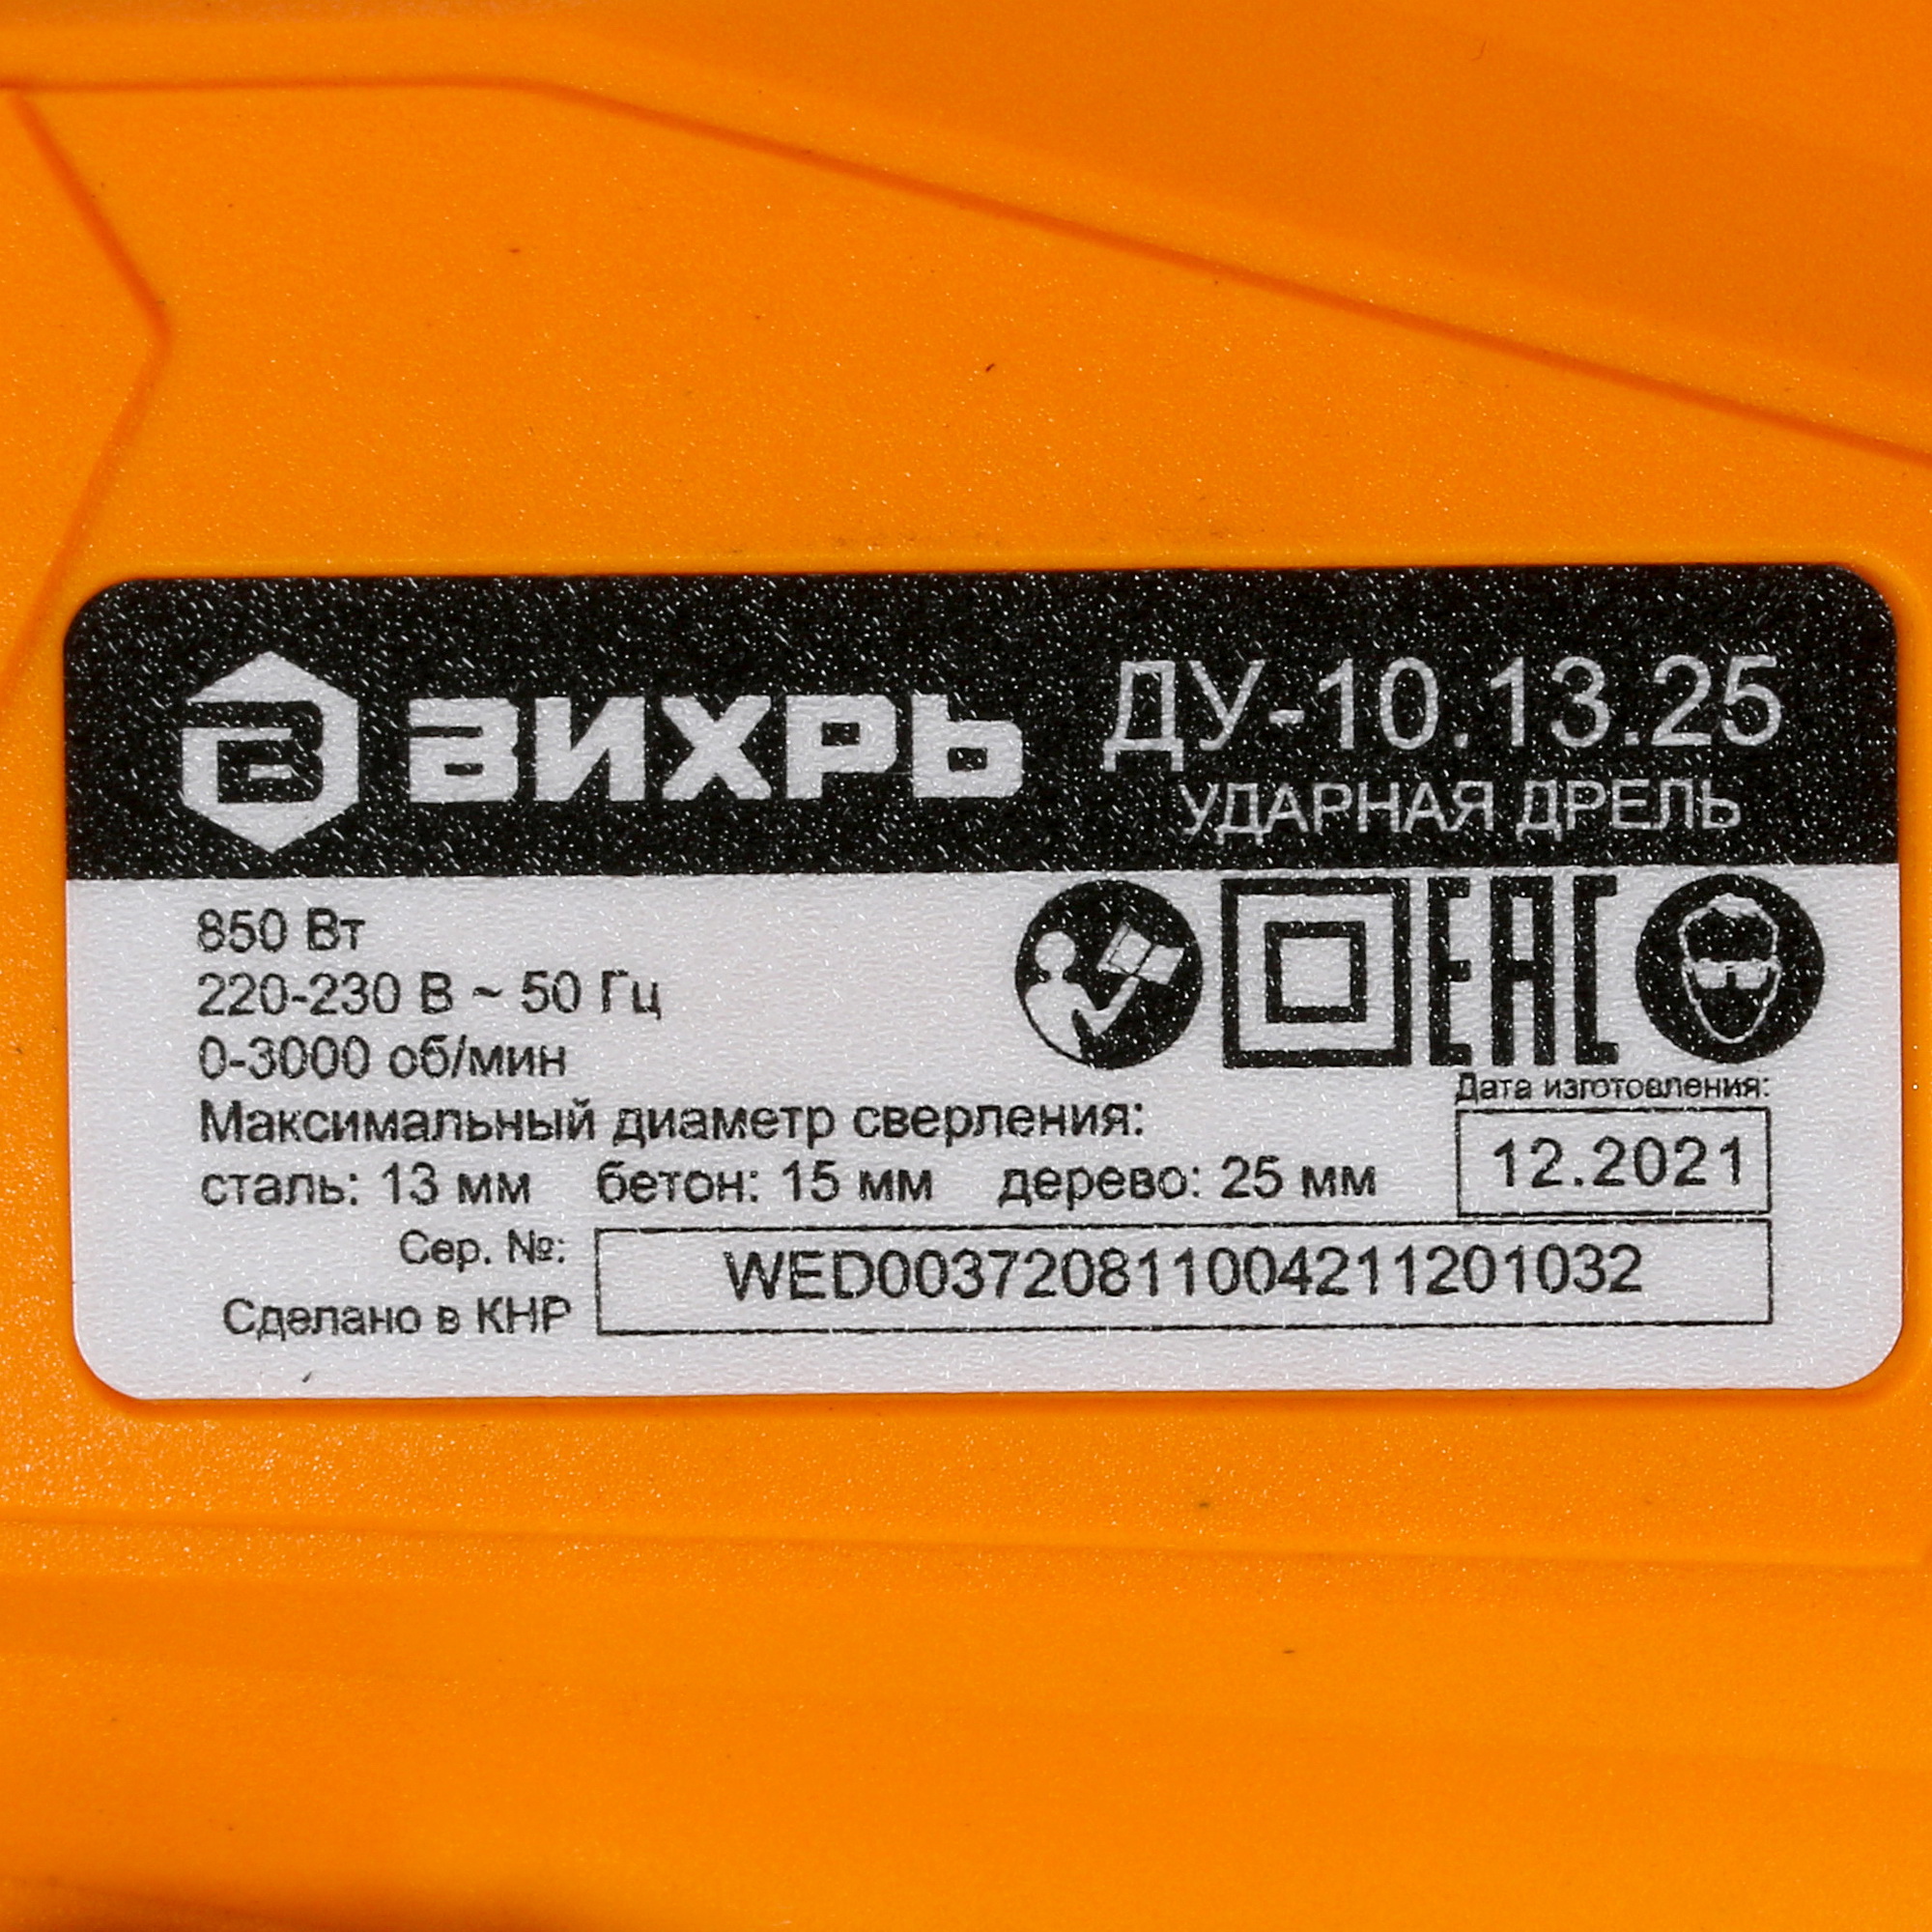 ВИХРЬ
ДУ-10.13.25
УДАРНАЯ ДРЕЛЬ
850 Вт
220-230 В ~ 50 Гц
0-3000 об/мин
EAC
Максимальный диаметр сверления:
сталь: 13 мм бетон: 15 мм дерево: 25 мм
Дата изготовления:
12.2021
Сер. №:
WED003720811004211201032
Сделано в КНР